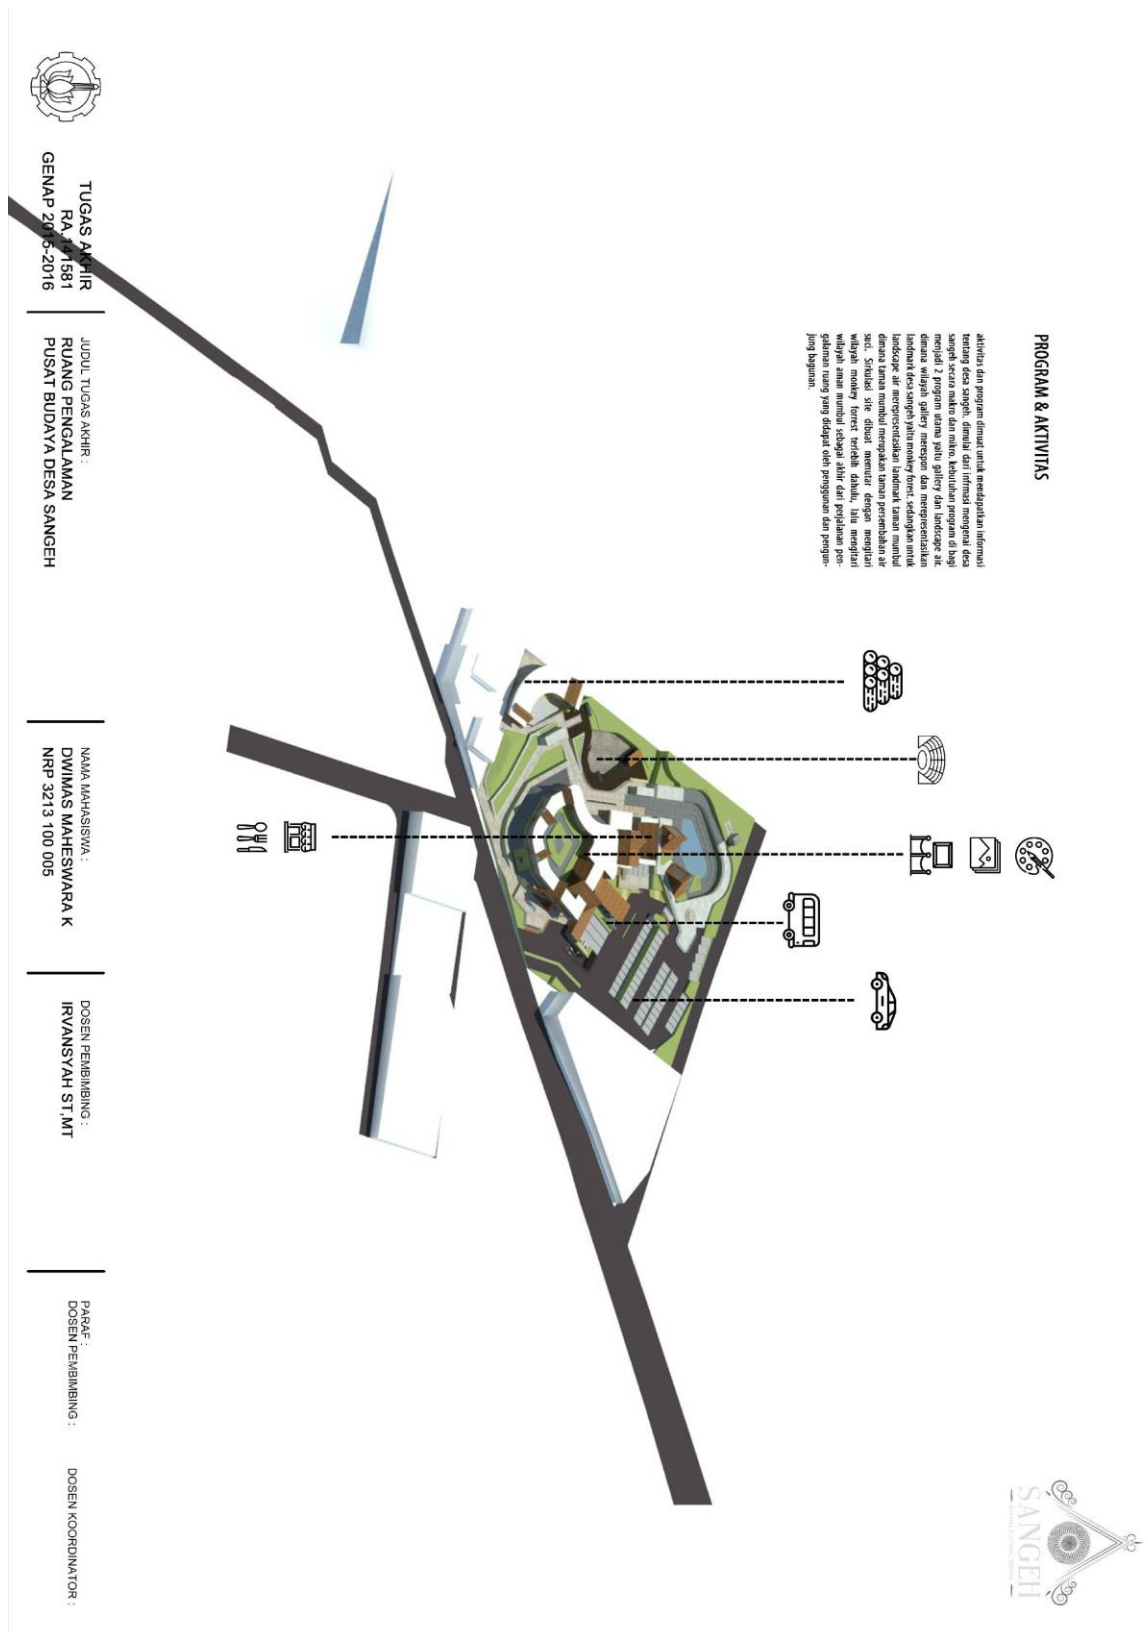 PROGRAM & AKTIVITAS
aktivitas dan program dimuat untuk mendapatkan informasi
tentang desa sangeh. dimulai dari infrmasi mengenai desa
sangeh secara makro dan mikro. kebutuhan program di bagi
menjadi 2 program utama yaitu gallery dan landscape air.
dimana wilayah gallery merespon dan merepresentasikan
landmark desa sangeh yaitu monkey forest. sedangkan untuk
landscape air merepresentasikan landmark taman mumbul
dimana taman mumbul merupakan taman persembahan air
suci. Sirkulasi site dibuat memutar dengan mengitari
wilayah monkey forrest terlebih dahulu, lalu mengitari
wilayah aman mumbul sebagai akhir dari perjalanan pen-
galaman ruang yang didapat oleh penggunan dan pengun-
jung bagunan.
SANGEH
TUGAS AKHIR
RA.141581
GENAP 2015-2016
JUDUL TUGAS AKHIR :
RUANG PENGALAMAN
PUSAT BUDAYA DESA SANGEH
NAMA MAHASISWA :
DWIMAS MAHESWARA K
NRP 3213 100 005
DOSEN PEMBIMBING :
IRVANSYAH ST,MT
PARAF :
DOSEN PEMBIMBING :
DOSEN KOORDINATOR :